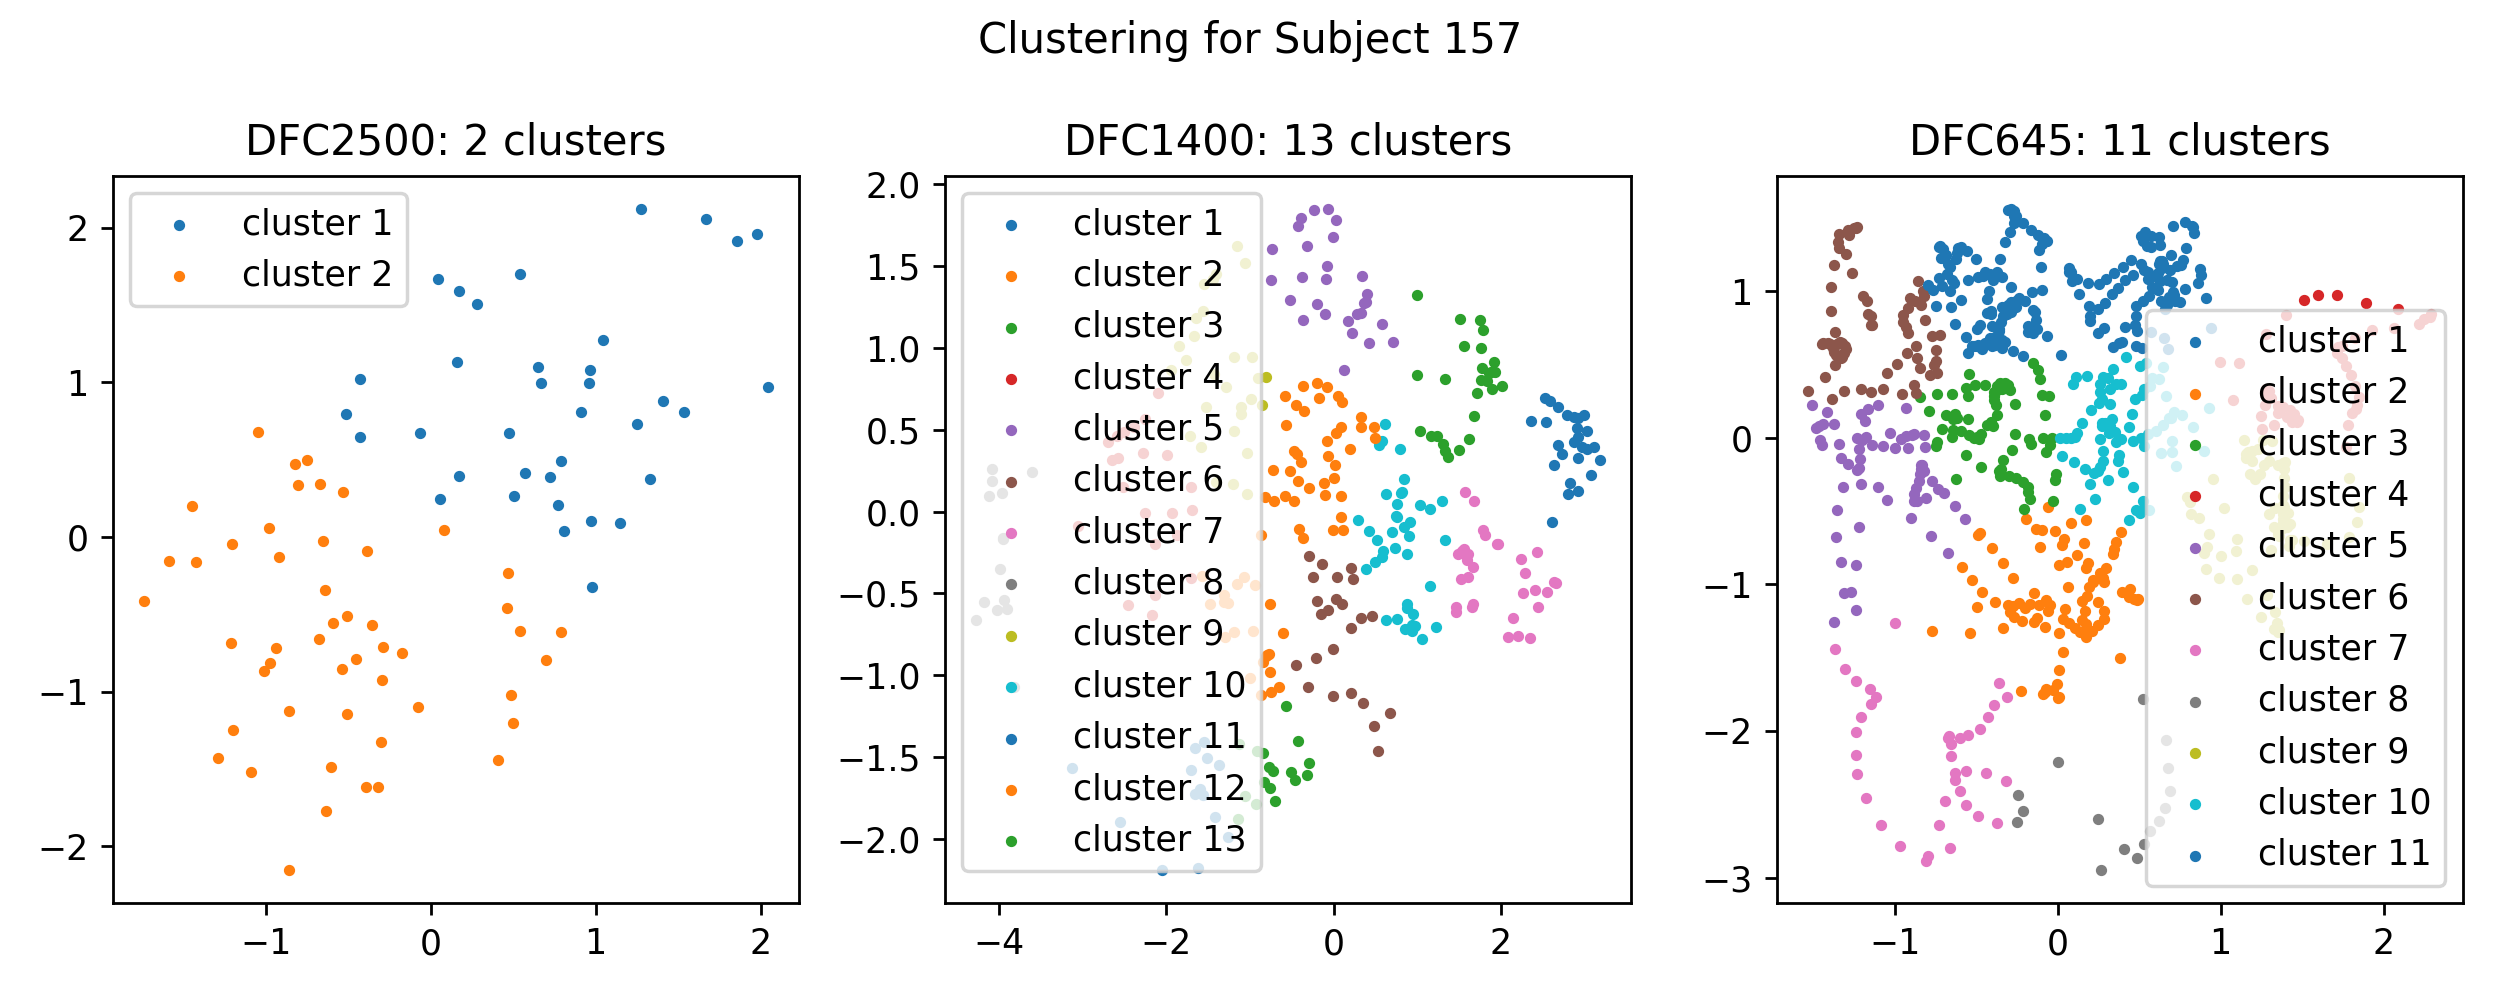 Clustering for Subject 157
DFC2500: 2 clusters
cluster 1
cluster 2
2
1
0
−1
−2
−1
0
1
2
DFC1400: 13 clusters
cluster 1
cluster 2
cluster 3
cluster 4
cluster 5
cluster 6
cluster 7
cluster 8
cluster 9
cluster 10
cluster 11
cluster 12
cluster 13
2.0
1.5
1.0
0.5
0.0
−0.5
−1.0
−1.5
−2.0
−4
−2
0
2
DFC645: 11 clusters
cluster 1
cluster 2
cluster 3
cluster 4
cluster 5
cluster 6
cluster 7
cluster 8
cluster 9
cluster 10
cluster 11
1
0
−1
−2
−3
−1
0
1
2